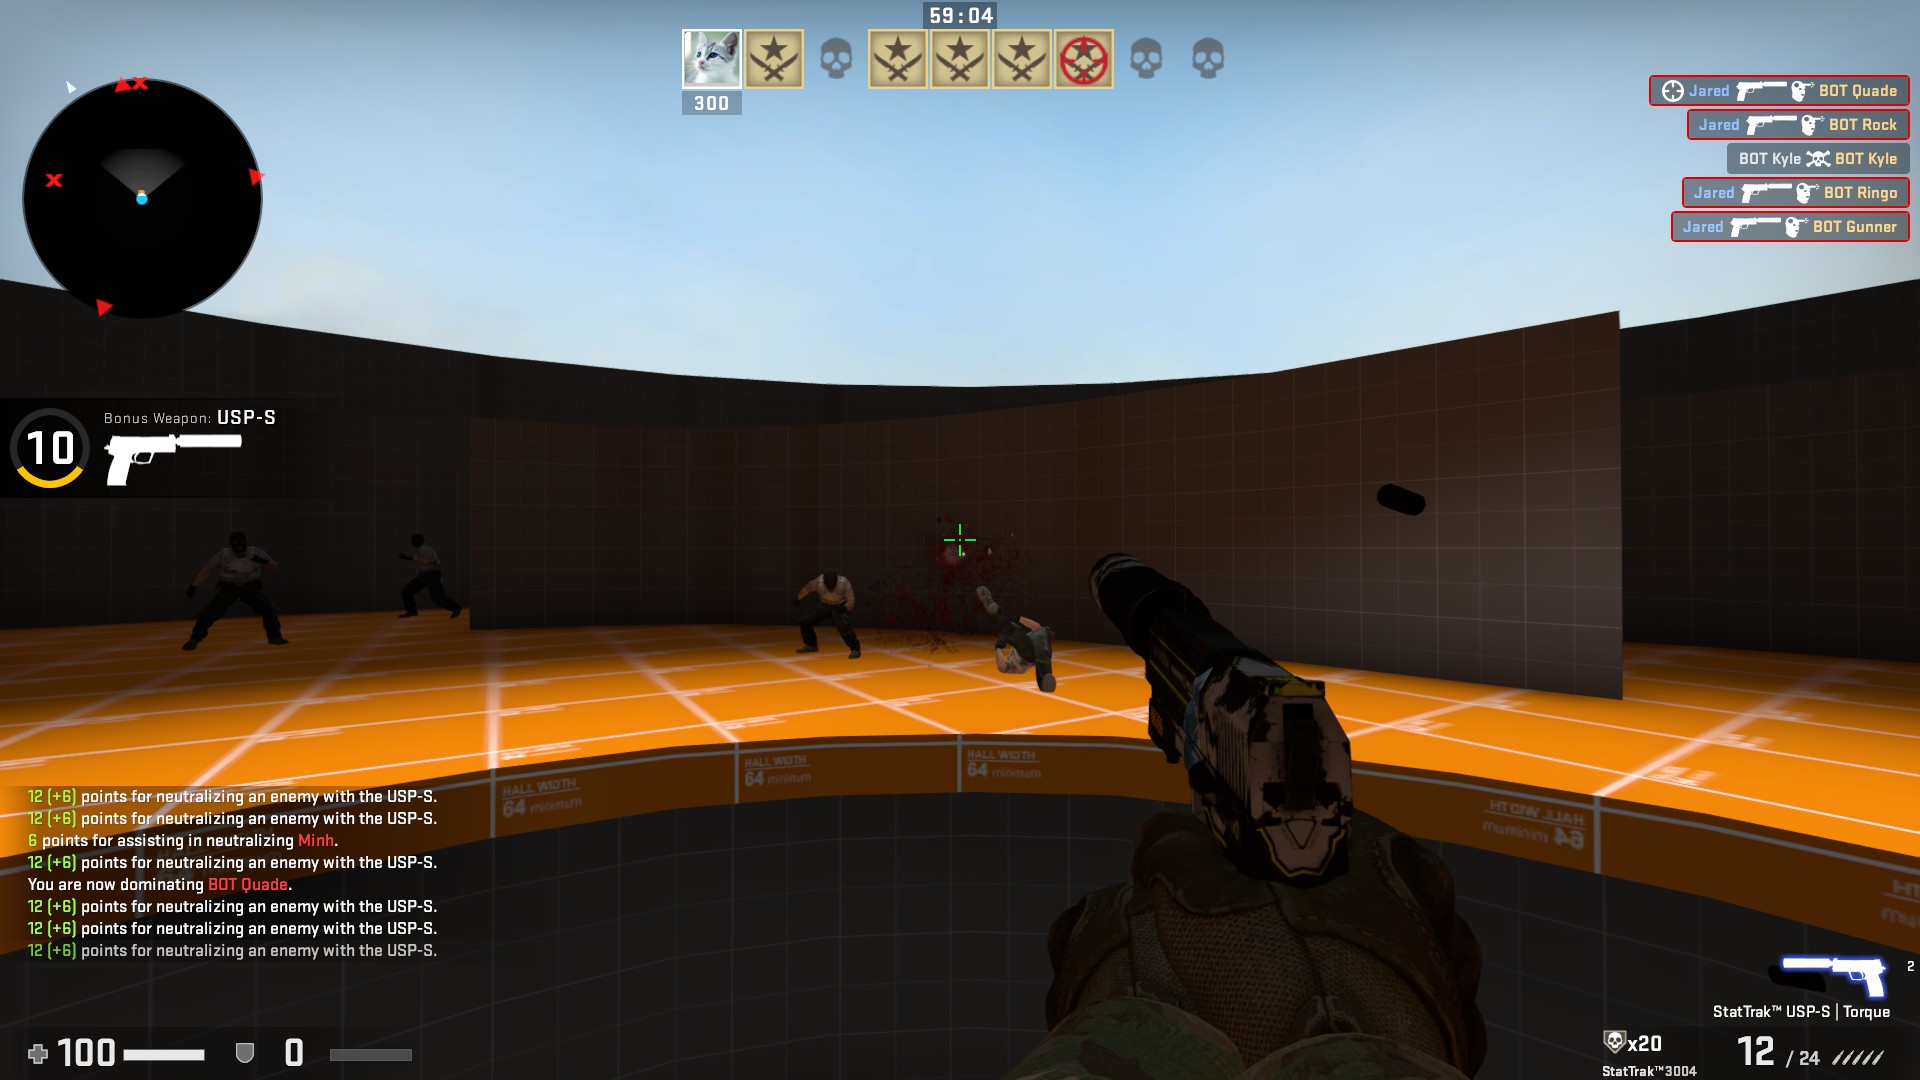 59:04
300
Jared BOT Quade
Jared BOT Rock
BOT Kyle BOT Kyle
Jared BOT Ringo
Jared BOT Gunner
10
Bonus Weapon: USP-S
HALL WIDTH
64 minimum
HALL WIDTH
64 minimum
HALL WIDTH
64 minimum
HALL WIDTH
64 minimum
12 (+6) points for neutralizing an enemy with the USP-S.
12 (+6) points for neutralizing an enemy with the USP-S.
6 points for assisting in neutralizing Minh.
12 (+6) points for neutralizing an enemy with the USP-S.
You are now dominating BOT Quade.
12 (+6) points for neutralizing an enemy with the USP-S.
12 (+6) points for neutralizing an enemy with the USP-S.
12 (+6) points for neutralizing an enemy with the USP-S.
2
StatTrak™ USP-S | Torque
x20
12 / 24
StatTrak™3004
100
0